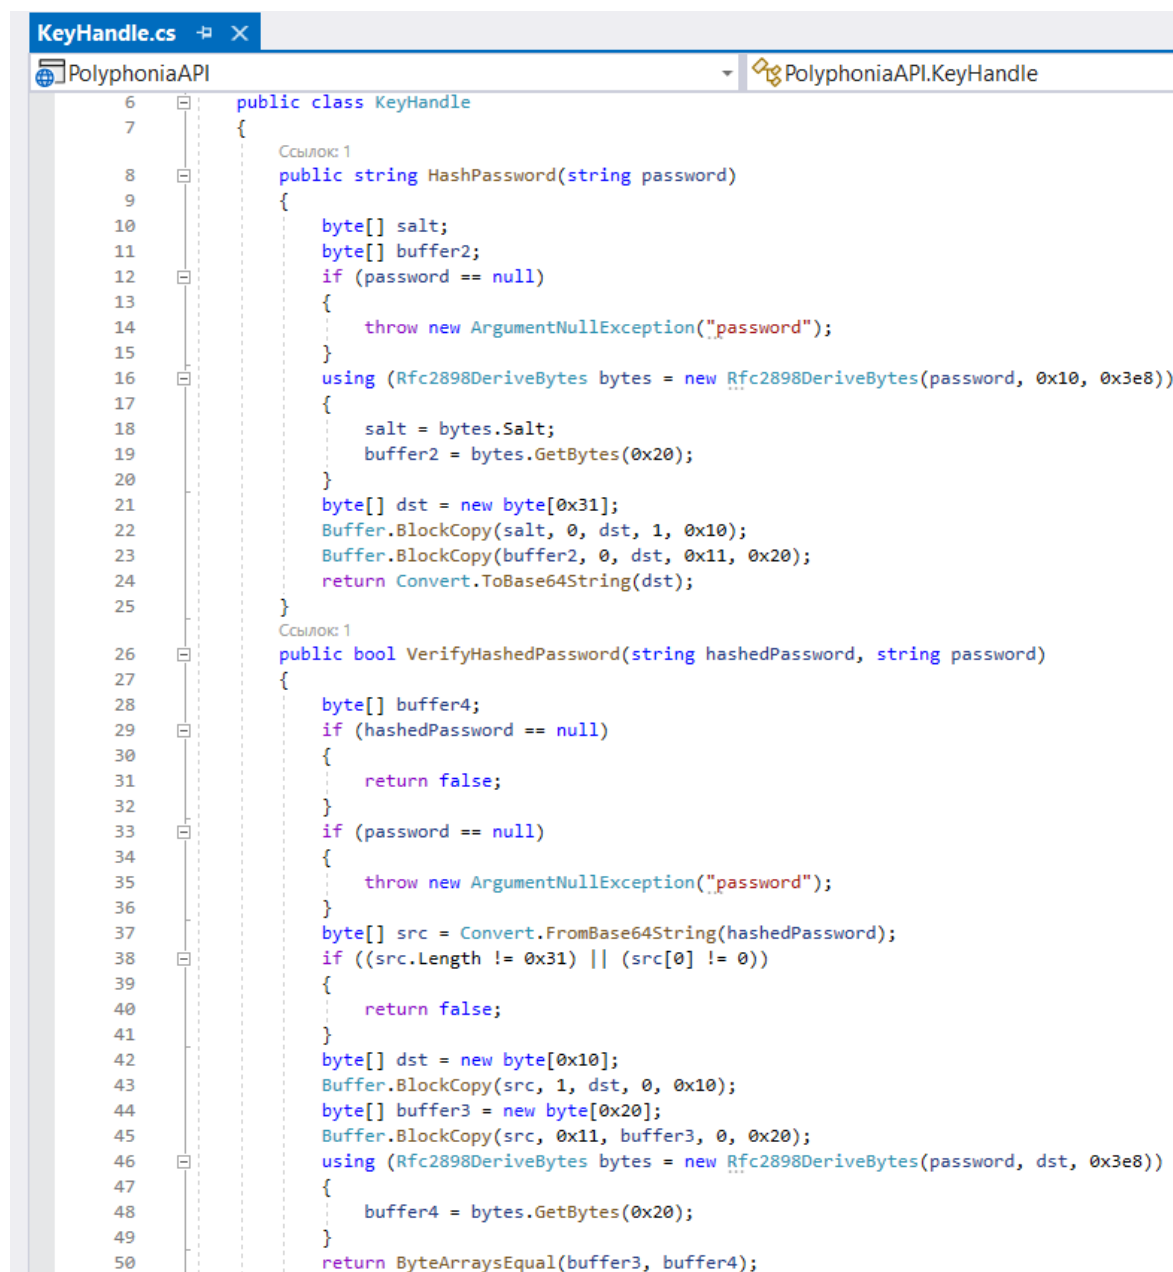 KeyHandle.cs
PolyphoniaAPI PolyphoniaAPI.KeyHandle
6 public class KeyHandle
7 {
Ссылок: 1
8 public string HashPassword(string password)
9 {
10 byte[] salt;
11 byte[] buffer2;
12 if (password == null)
13 {
14 throw new ArgumentNullException("password");
15 }
16 using (Rfc2898DeriveBytes bytes = new Rfc2898DeriveBytes(password, 0x10, 0x3e8))
17 {
18 salt = bytes.Salt;
19 buffer2 = bytes.GetBytes(0x20);
20 }
21 byte[] dst = new byte[0x31];
22 Buffer.BlockCopy(salt, 0, dst, 1, 0x10);
23 Buffer.BlockCopy(buffer2, 0, dst, 0x11, 0x20);
24 return Convert.ToBase64String(dst);
25 }
Ссылок: 1
26 public bool VerifyHashedPassword(string hashedPassword, string password)
27 {
28 byte[] buffer4;
29 if (hashedPassword == null)
30 {
31 return false;
32 }
33 if (password == null)
34 {
35 throw new ArgumentNullException("password");
36 }
37 byte[] src = Convert.FromBase64String(hashedPassword);
38 if ((src.Length != 0x31) || (src[0] != 0))
39 {
40 return false;
41 }
42 byte[] dst = new byte[0x10];
43 Buffer.BlockCopy(src, 1, dst, 0, 0x10);
44 byte[] buffer3 = new byte[0x20];
45 Buffer.BlockCopy(src, 0x11, buffer3, 0, 0x20);
46 using (Rfc2898DeriveBytes bytes = new Rfc2898DeriveBytes(password, dst, 0x3e8))
47 {
48 buffer4 = bytes.GetBytes(0x20);
49 }
50 return ByteArraysEqual(buffer3, buffer4);